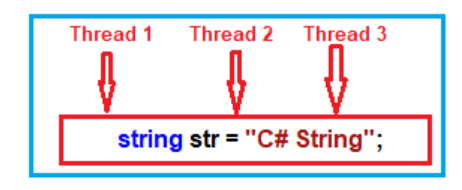 Thread 1 Thread 2 Thread 3
string str = "C# String";